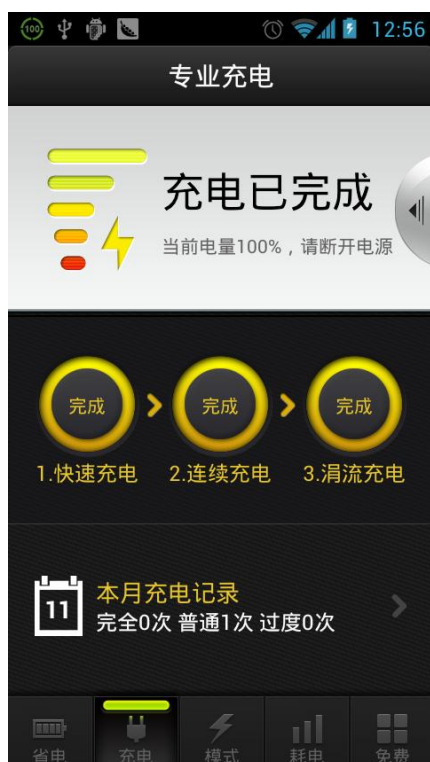 100 12:56
专业充电
充电已完成
当前电量100%，请断开电源
完成 完成 完成
1.快速充电 2.连续充电 3.涓流充电
11 本月充电记录
完全0次 普通1次 过度0次
省电 充电 模式 耗电 免费